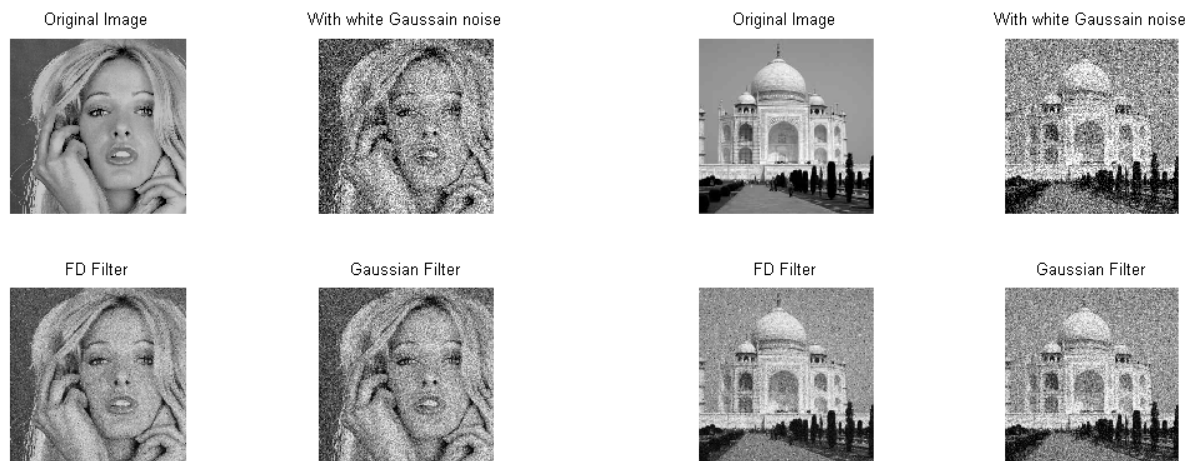 Original Image
With white Gaussain noise
Original Image
With white Gaussain noise
FD Filter
Gaussian Filter
FD Filter
Gaussian Filter